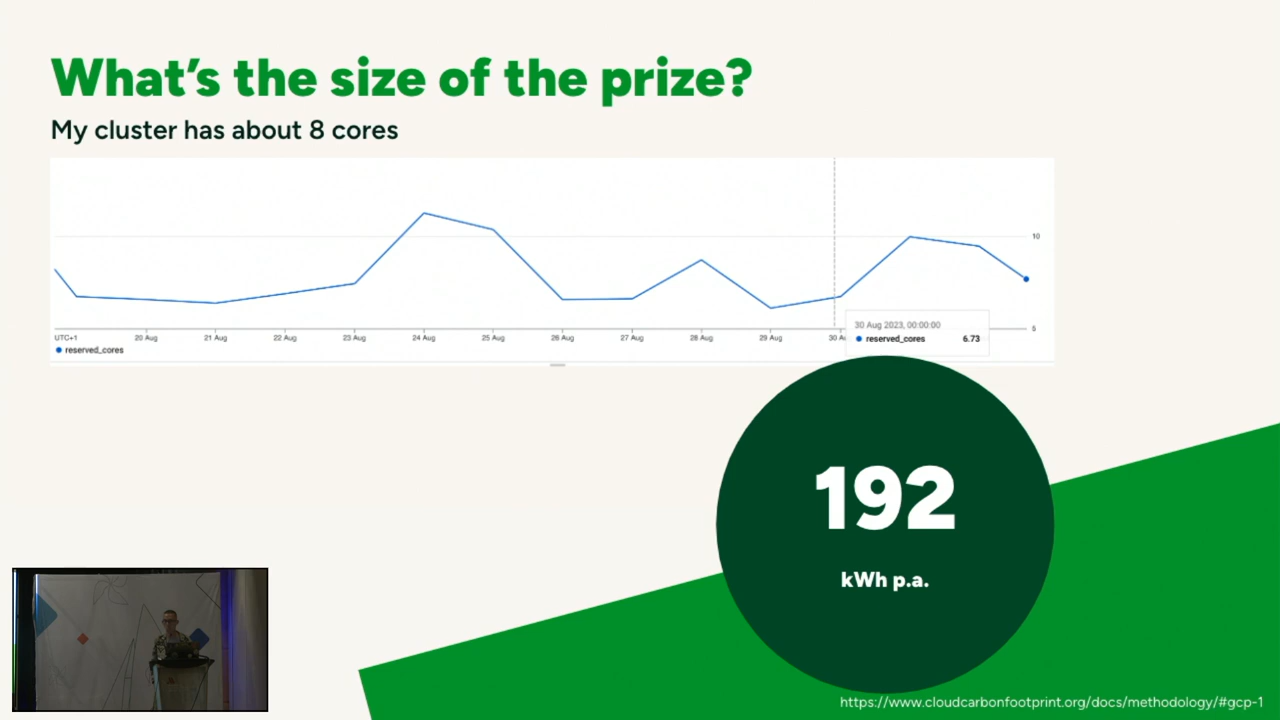 What's the size of the prize?
My cluster has about 8 cores
10
5
UTC+1
20 Aug
21 Aug
22 Aug
23 Aug
24 Aug
25 Aug
26 Aug
27 Aug
28 Aug
29 Aug
30 Au
30 Aug 2023, 00:00:00
reserved_cores 6.73
reserved_cores
192
kWh p.a.
https://www.cloudcarbonfootprint.org/docs/methodology/#gcp-1